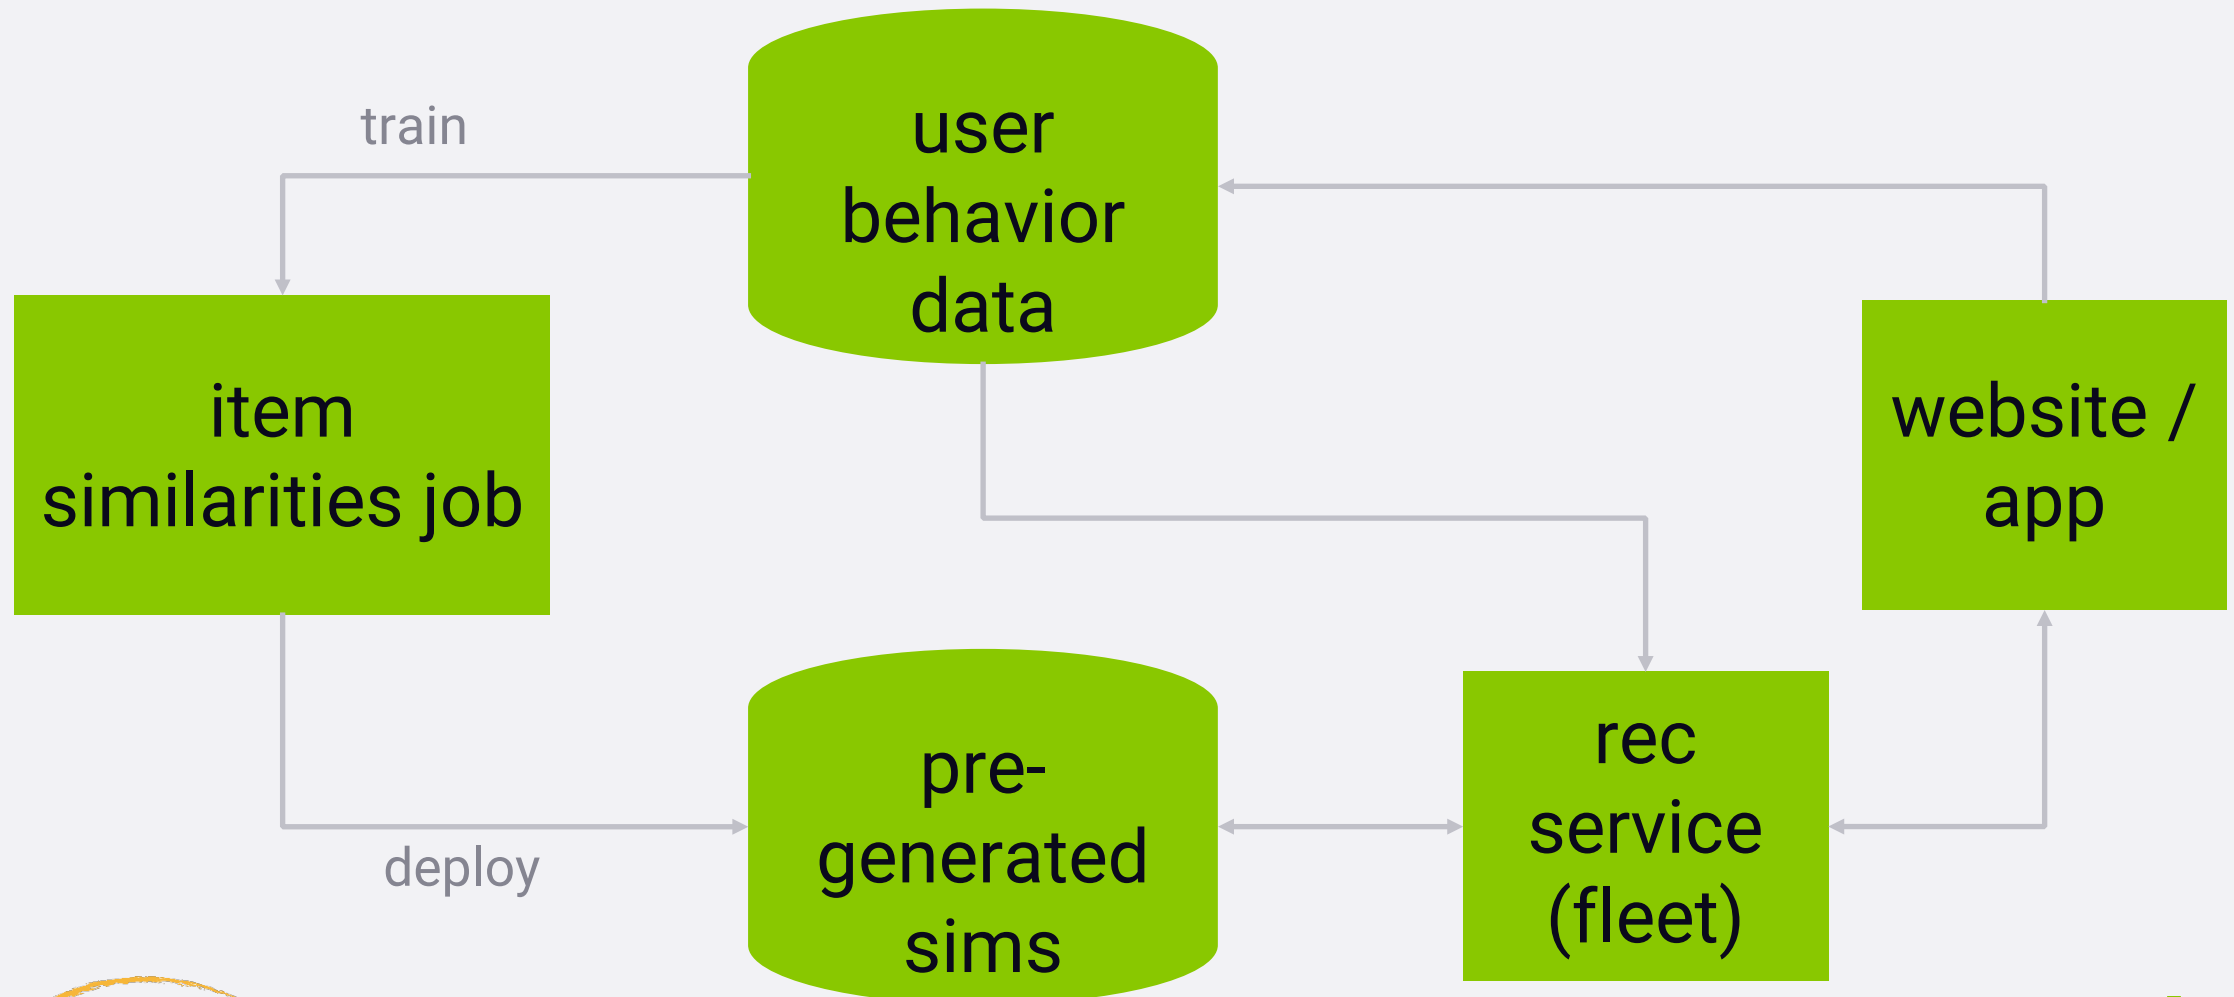 train
user
behavior
data
item
similarities job
website /
app
deploy
pre-
generated
sims
rec
service
(fleet)